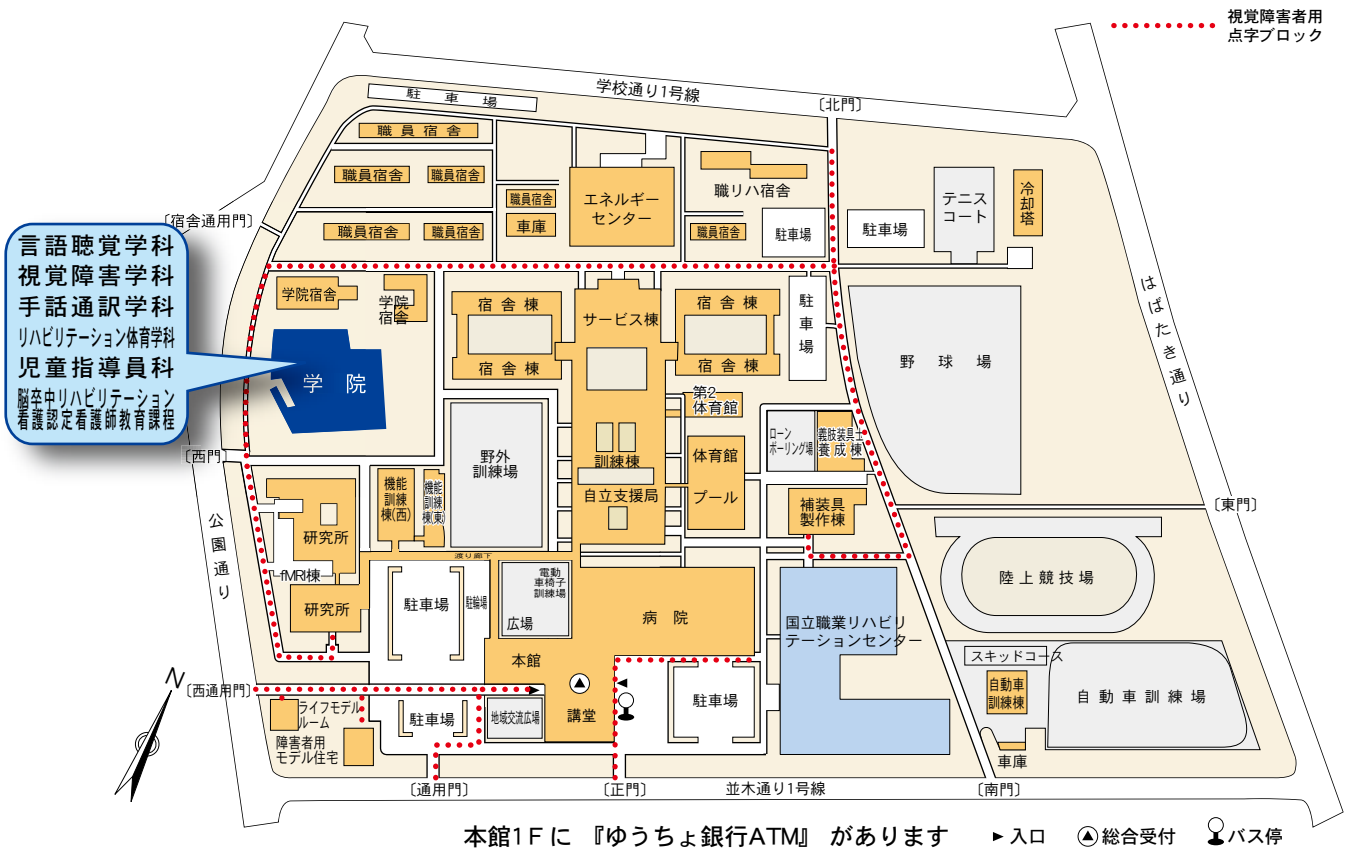 視覚障害者用
点字ブロック
学校通り1号線
駐車場
〔北門〕
職員宿舎
職員宿舎
職員宿舎
職員宿舎
職員宿舎
職員宿舎
車庫
エネルギー
センター
職リハ宿舎
職員宿舎
駐車場
駐車場
テニス
コート
冷却塔
〔宿舎通用門〕
言語聴覚学科
視覚障害学科
手話通訳学科
リハビリテーション体育学科
児童指導員科
脳卒中リハビリテーション
看護認定看護師教育課程
学院宿舎
学院
宿舎
学院
宿舎棟
宿舎棟
サービス棟
宿舎棟
宿舎棟
駐車場
野球場
はばたき通り
第2
体育館
訓練棟
自立支援局
体育館
プール
ローン
ボーリング場
義肢装具士
養成棟
補装具
製作棟
野外
訓練場
〔西門〕
機能
訓練
棟(西)
機能
訓練
棟(東)
渡り廊下
公園通り
研究所
fMRI棟
研究所
駐車場
駐輪場
電動
車椅子
訓練場
広場
病院
本館
講堂
国立職業リハビリ
テーションセンター
〔東門〕
陸上競技場
スキッドコース
自動車
訓練棟
自動車訓練場
車庫
N
〔西通用門〕
ライフモデル
ルーム
障害者用
モデル住宅
駐車場
地域交流広場
駐車場
〔通用門〕
〔正門〕
並木通り1号線
〔南門〕
本館1Fに 『ゆうちょ銀行ATM』 があります
入口
総合受付
バス停